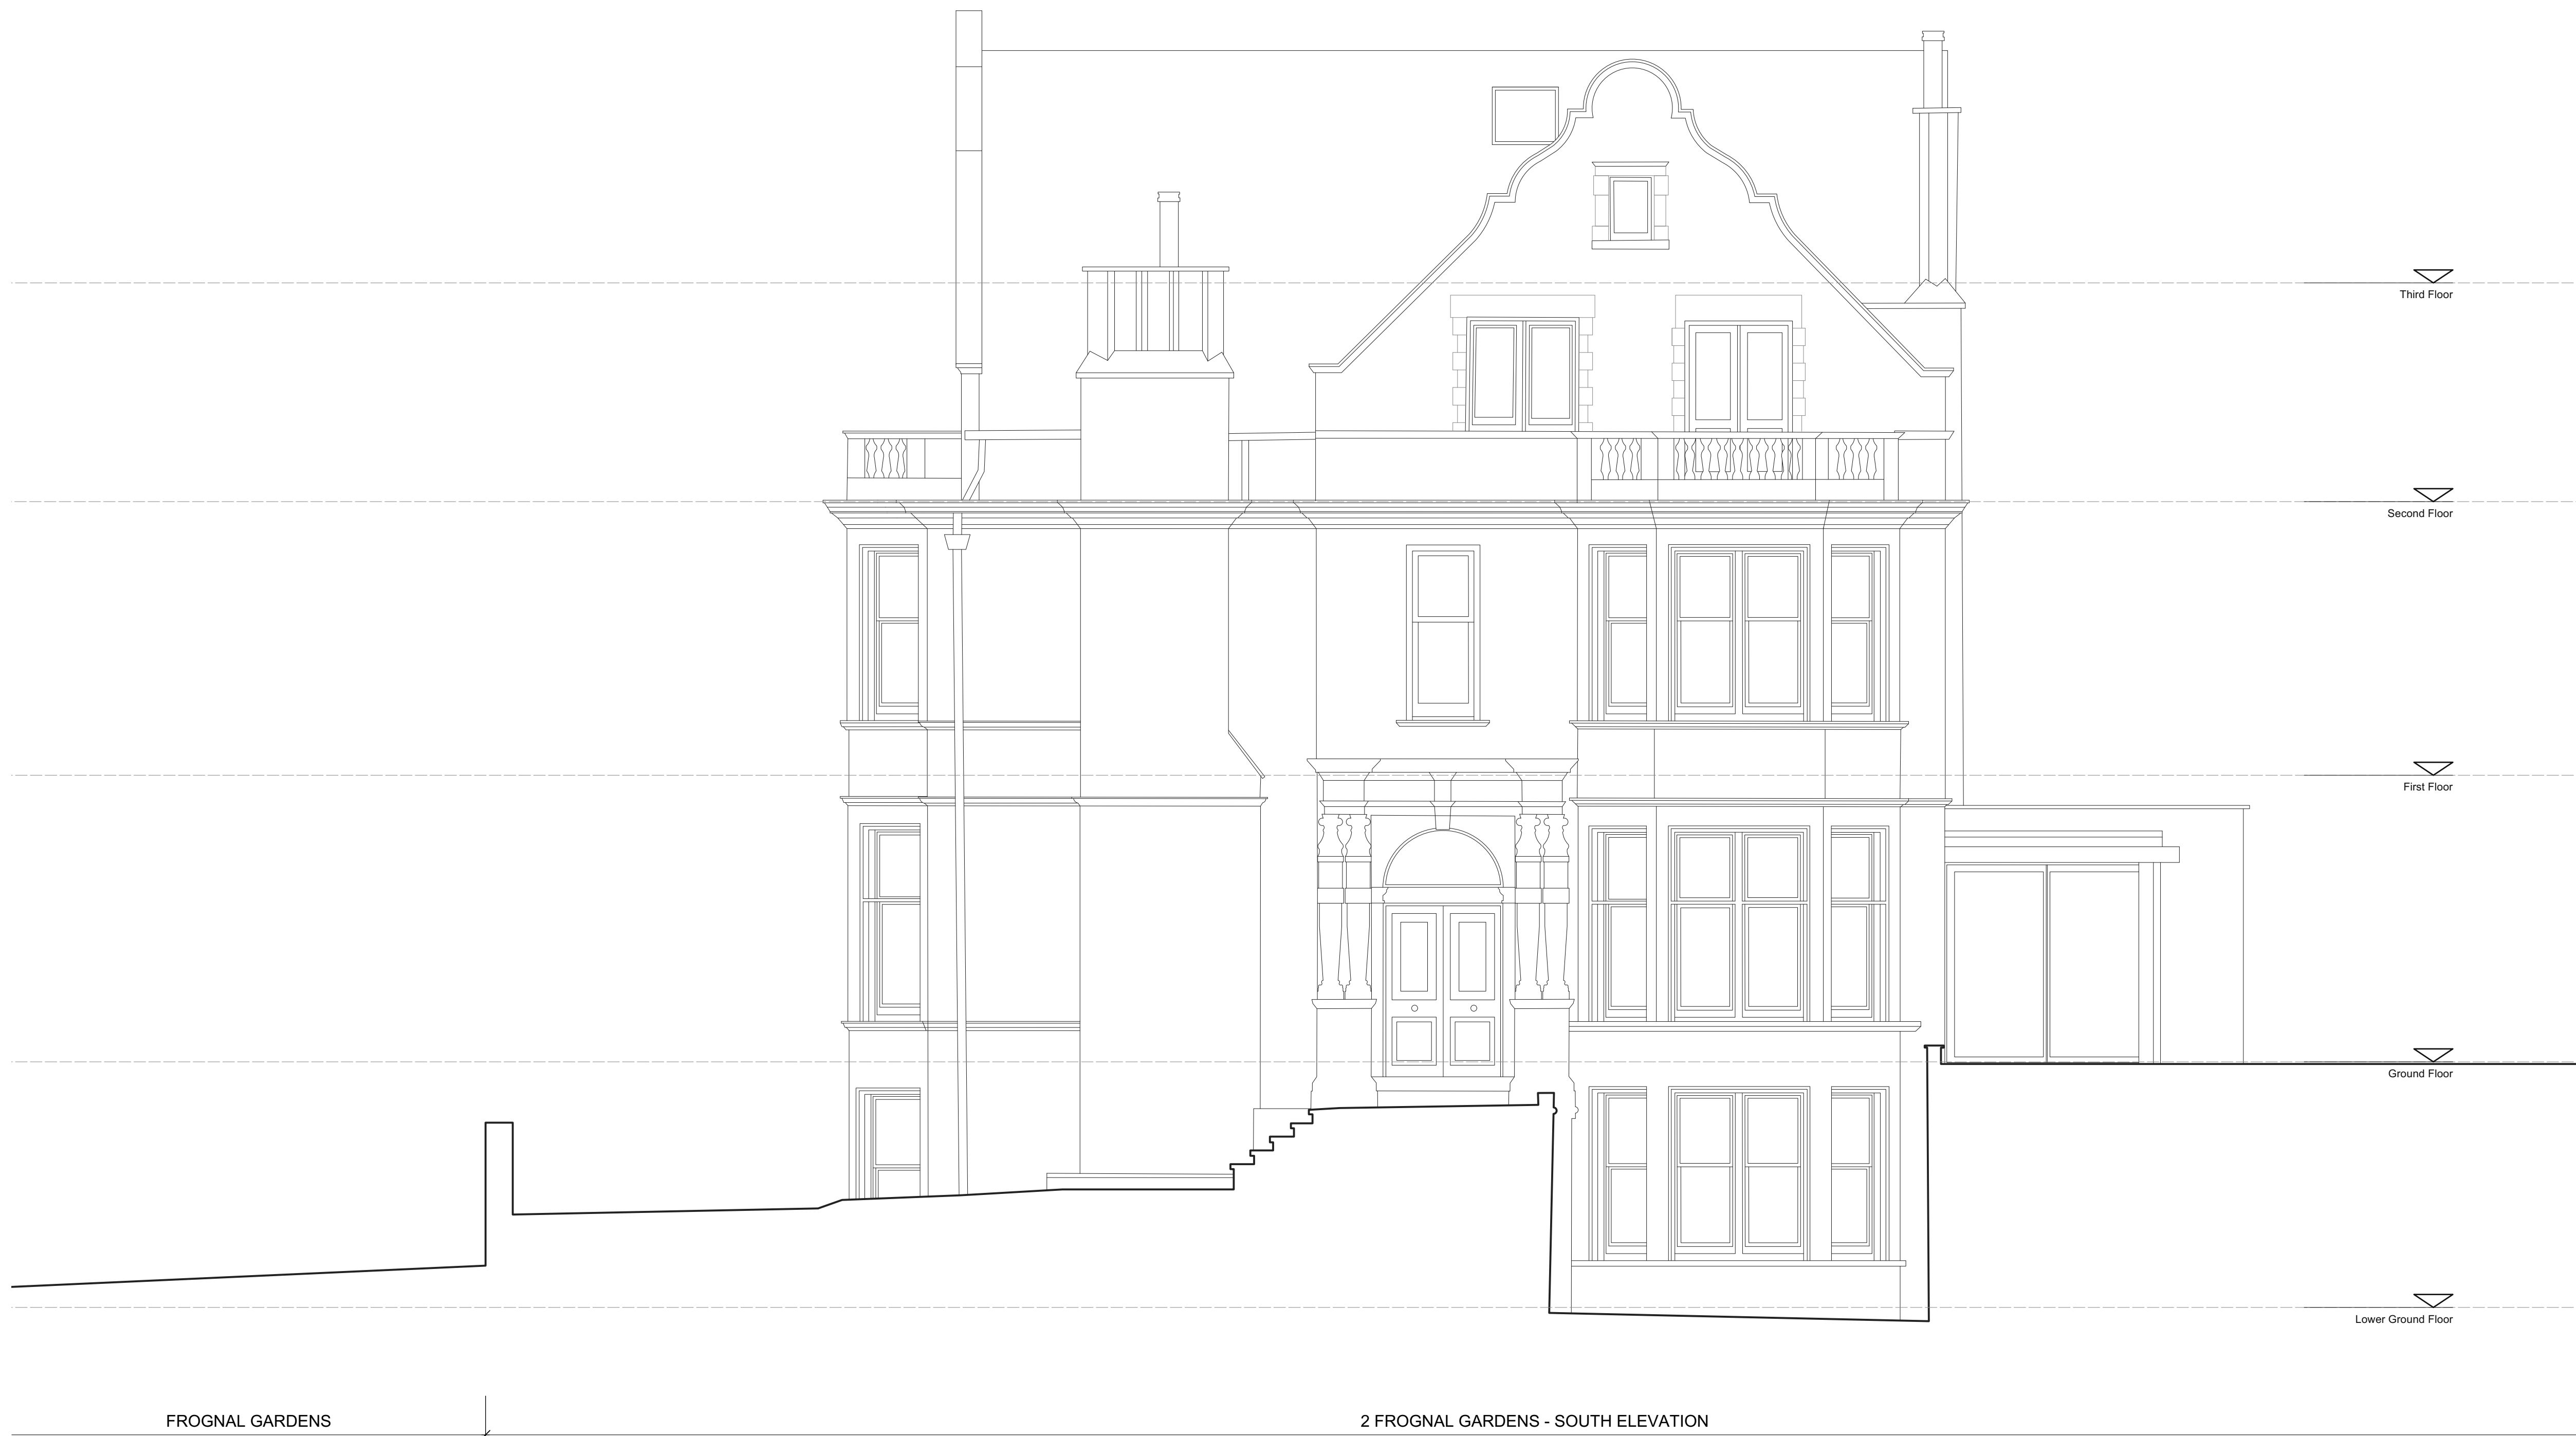 Third Floor
Second Floor
First Floor
Ground Floor
Lower Ground Floor
FROGNAL GARDENS
2 FROGNAL GARDENS - SOUTH ELEVATION